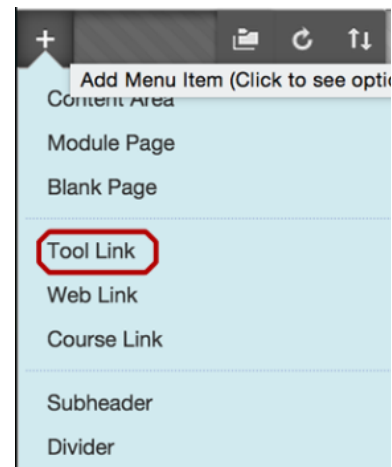 +
Add Menu Item (Click to see optio
Content Area
Module Page
Blank Page
Tool Link
Web Link
Course Link
Subheader
Divider